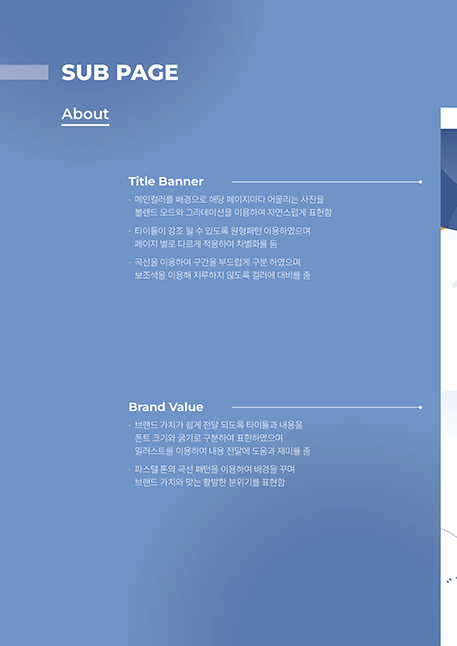 SUB PAGE
About
Title Banner
· 메인컬러를 배경으로 해당 페이지마다 어울리는 사진을
블렌드 모드와 그라데이션을 이용하여 자연스럽게 표현함
· 타이틀이 강조 될 수 있도록 원형패턴 이용하였으며
페이지 별로 다르게 적용하여 차별화를 둠
· 곡선을 이용하여 구간을 부드럽게 구분 하였으며
보조색을 이용해 지루하지 않도록 컬러에 대비를 줌
Brand Value
· 브랜드 가치가 쉽게 전달 되도록 타이틀과 내용을
폰트 크기와 굵기로 구분하여 표현하였으며
일러스트를 이용하여 내용 전달에 도움과 재미를 줌
· 파스텔 톤의 곡선 패턴을 이용하여 배경을 꾸며
브랜드 가치와 맞는 활발한 분위기를 표현함